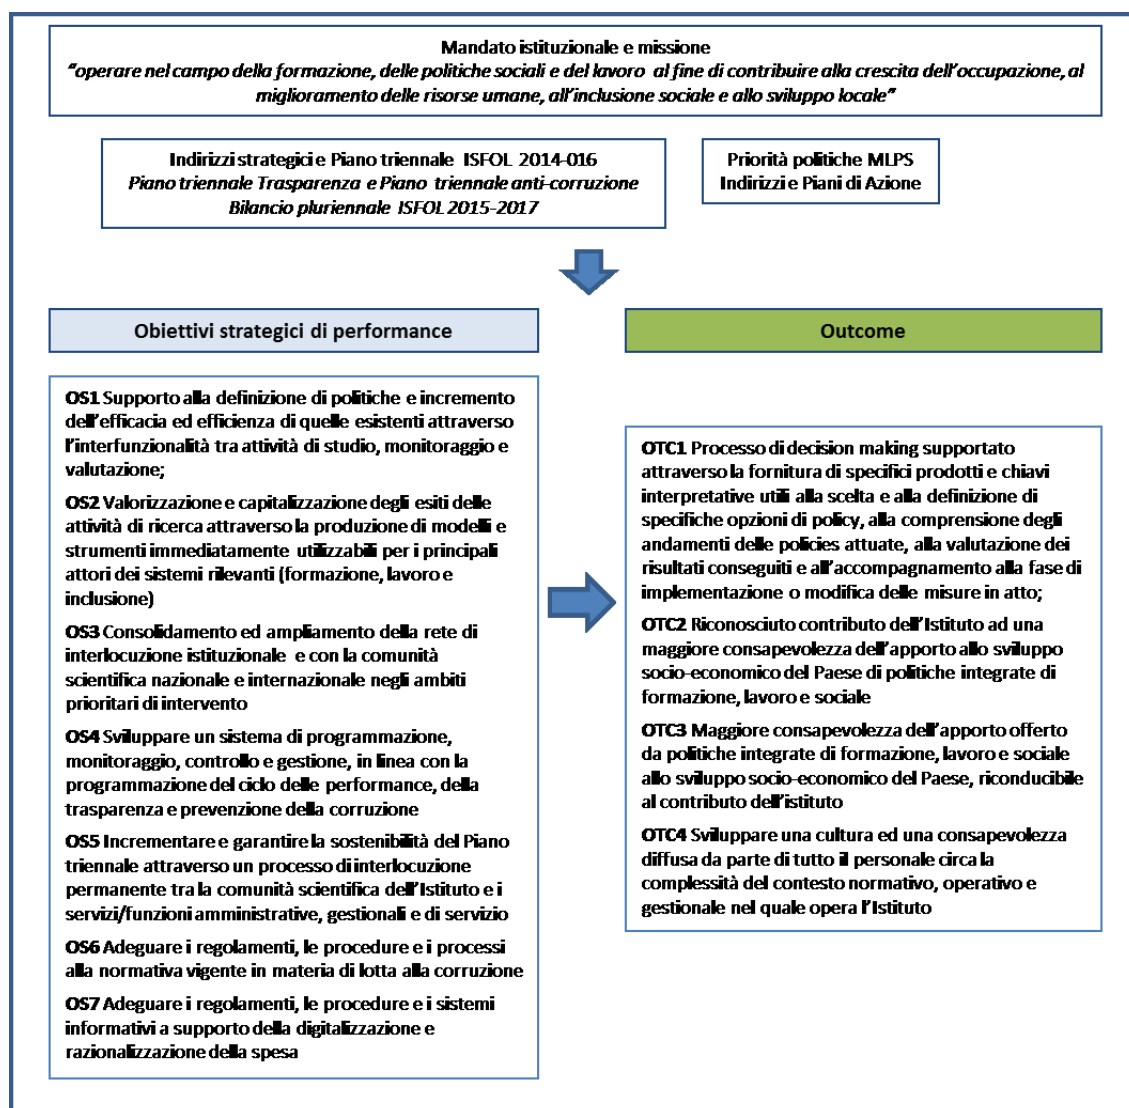 Mandato istituzionale e missione
"operare nel campo della formazione, delle politiche sociali e del lavoro al fine di contribuire alla crescita dell'occupazione, al
miglioramento delle risorse umane, all'inclusione sociale e allo sviluppo locale"
Indirizzi strategici e Piano triennale ISFOL 2014-016
Piano triennale Trasparenza e Piano triennale anti-corruzione
Bilancio pluriennale ISFOL 2015-2017
Priorità politiche MLPS
Indirizzi e Piani di Azione
Obiettivi strategici di performance
OS1 Supporto alla definizione di politiche e incremento
dell'efficacia ed efficienza di quelle esistenti attraverso
l'interfunzionalità tra attività di studio, monitoraggio e
valutazione;
OS2 Valorizzazione e capitalizzazione degli esiti delle
attività di ricerca attraverso la produzione di modelli e
strumenti immediatamente utilizzabili per i principali
attori dei sistemi rilevanti (formazione, lavoro e
inclusione)
OS3 Consolidamento ed ampliamento della rete di
interlocuzione istituzionale e con la comunità
scientifica nazionale e internazionale negli ambiti
prioritari di intervento
OS4 Sviluppare un sistema di programmazione,
monitoraggio, controllo e gestione, in linea con la
programmazione del ciclo delle performance, della
trasparenza e prevenzione della corruzione
OS5 Incrementare e garantire la sostenibilità del Piano
triennale attraverso un processo di interlocuzione
permanente tra la comunità scientifica dell'Istituto e i
servizi/funzioni amministrative, gestionali e di servizio
OS6 Adeguare i regolamenti, le procedure e i processi
alla normativa vigente in materia di lotta alla corruzione
OS7 Adeguare i regolamenti, le procedure e i sistemi
informativi a supporto della digitalizzazione e
razionalizzazione della spesa
Outcome
OTC1 Processo di decision making supportato
attraverso la fornitura di specifici prodotti e chiavi
interpretative utili alla scelta e alla definizione di
specifiche opzioni di policy, alla comprensione degli
andamenti delle policies attuate, alla valutazione dei
risultati conseguiti e all'accompagnamento alla fase di
implementazione o modifica delle misure in atto;
OTC2 Riconosciuto contributo dell'Istituto ad una
maggiore consapevolezza dell'apporto allo sviluppo
socio-economico del Paese di politiche integrate di
formazione, lavoro e sociale
OTC3 Maggiore consapevolezza dell'apporto offerto
da politiche integrate di formazione, lavoro e sociale
allo sviluppo socio-economico del Paese, riconducibile
al contributo dell'istituto
OTC4 Sviluppare una cultura ed una consapevolezza
diffusa da parte di tutto il personale circa la
complessità del contesto normativo, operativo e
gestionale nel quale opera l'Istituto